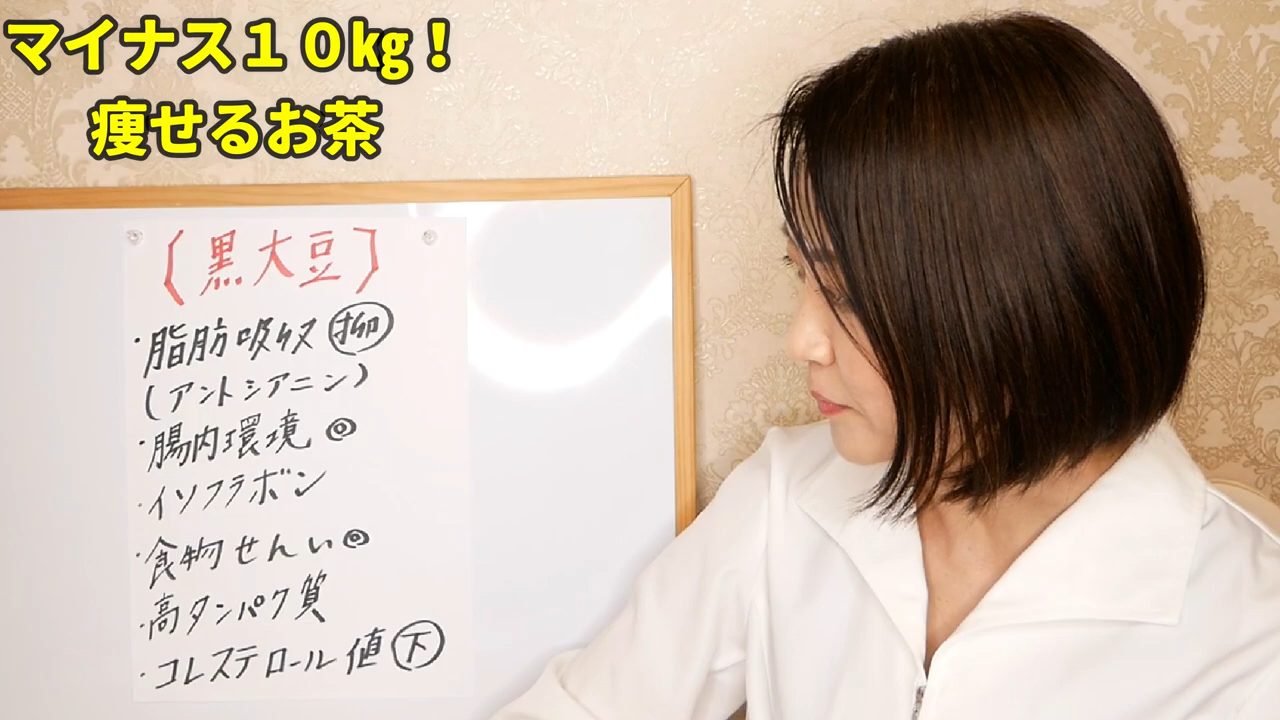 マイナス１０㎏！
痩せるお茶
〔黒大豆〕
・脂肪吸収 抑
(アントシアニン)
・腸内環境 ◎
・イソフラボン
・食物せんい◎
・高タンパク質
・コレステロール値 下